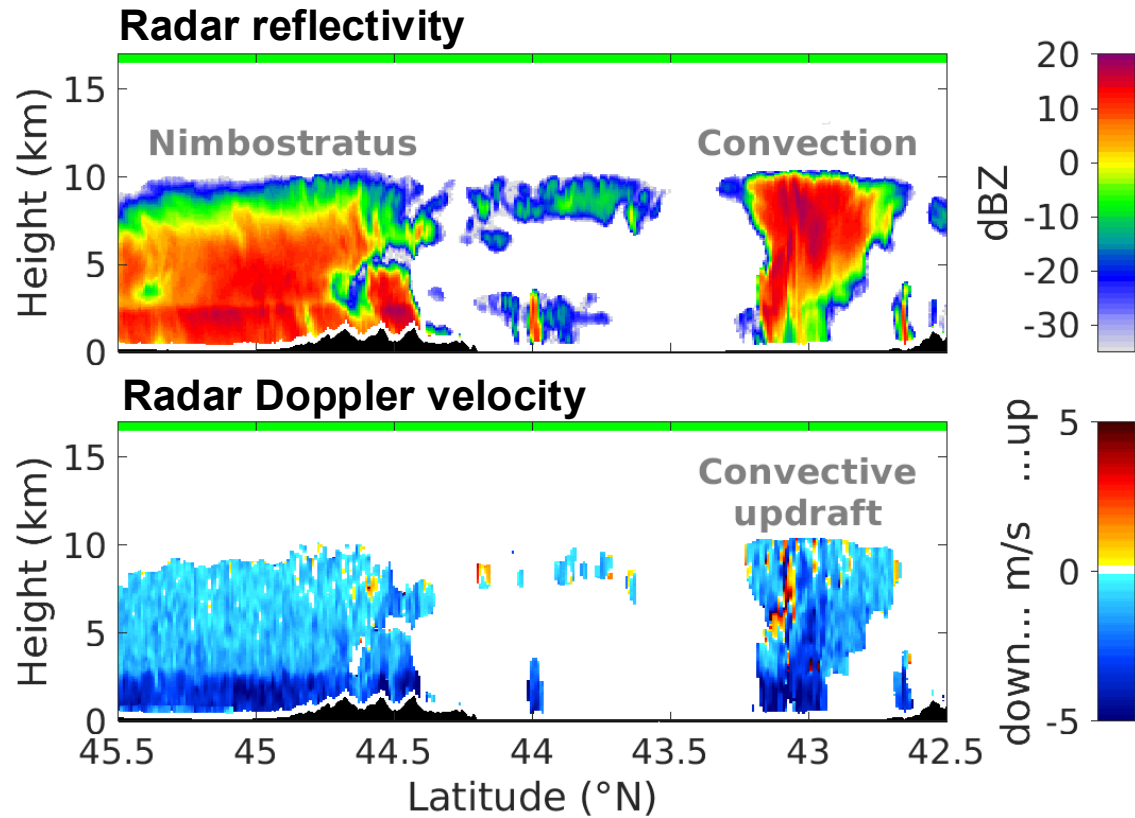 Radar reflectivity
Height (km)
15
10
5
0
Nimbostratus
Convection
20
10
0
-10
-20
-30
dBZ
Radar Doppler velocity
Height (km)
15
10
5
0
Convective
updraft
45.5
45
44.5
44
43.5
43
42.5
Latitude (°N)
5
0
-5
down... m/s ...up